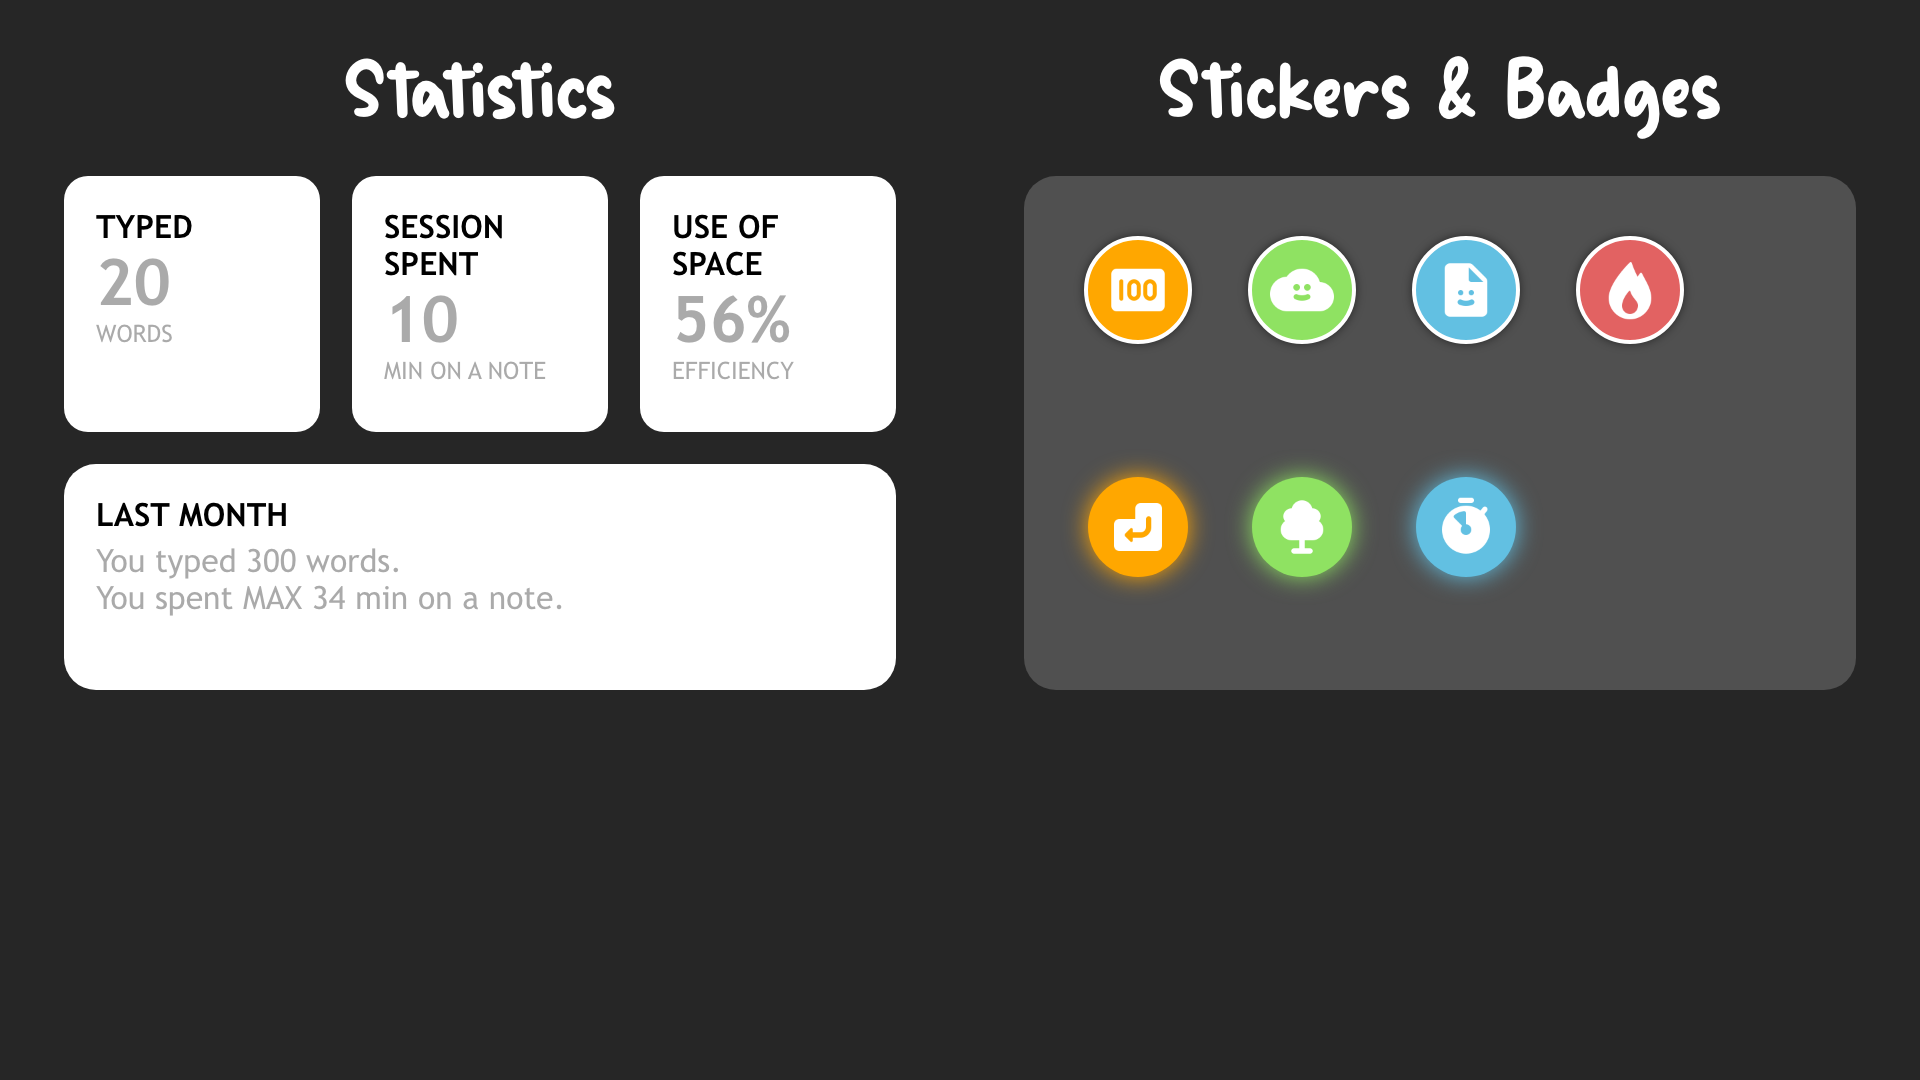 Statistics
Stickers & Badges
TYPED
20
WORDS
SESSION
SPENT
10
MIN ON A NOTE
USE OF
SPACE
56%
EFFICIENCY
LAST MONTH
You typed 300 words.
You spent MAX 34 min on a note.
100